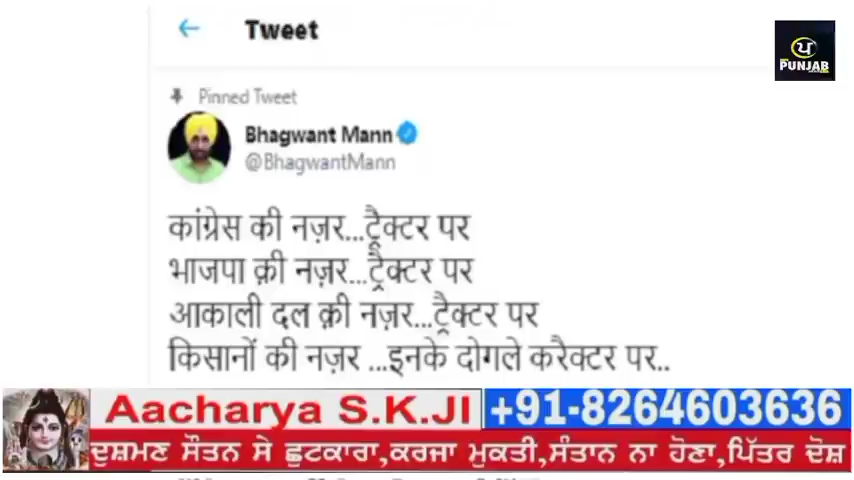 Tweet
ਪ
PUNJAB
Pinned Tweet
Bhagwant Mann
@BhagwantMann
कांग्रेस की नज़र...ट्रैक्टर पर
भाजपा क़ी नज़र...ट्रैक्टर पर
आकाली दल क़ी नज़र...ट्रैक्टर पर
किसानों की नज़र ...इनके दोगले करैक्टर पर..
Aacharya S.K.JI +91-8264603636
ਦੁਸ਼ਮਣ ਸੌਤਨ ਸੇ ਛੁਟਕਾਰਾ,ਕਰਜਾ ਮੁਕਤੀ,ਸੰਤਾਨ ਨਾ ਹੋਣਾ,ਪਿੱਤਰ ਦੋਸ਼